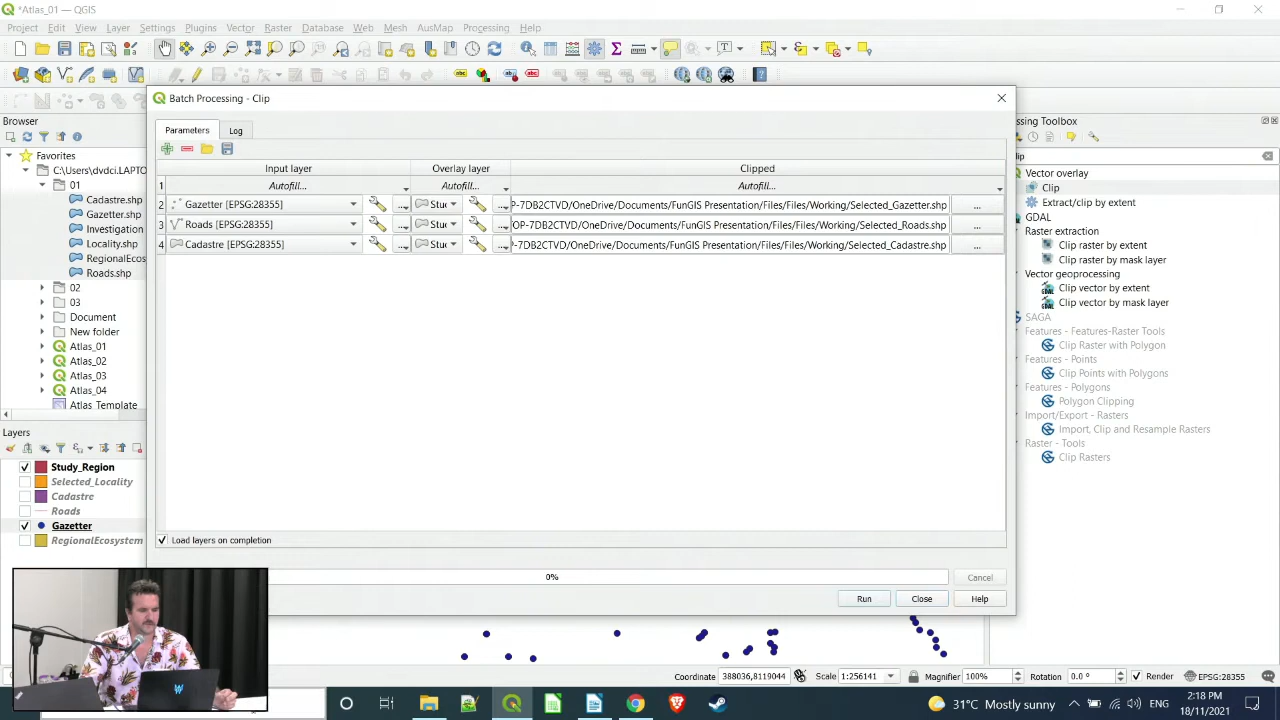 *Atlas_01 — QGIS
Project Edit View Layer Settings Plugins Vector Raster Database Web Mesh AusMap Processing Help
Browser
Favorites
C:\Users\dvdci.LAPTO
01
Cadastre.shp
Gazetter.shp
Investigation
Locality.shp
RegionalEcos
Roads.shp
02
03
Document
New folder
Atlas_01
Atlas_02
Atlas_03
Atlas_04
Atlas Template
Layers
Study_Region
Selected_Locality
Cadastre
Roads
Gazetter
RegionalEcosystem
Batch Processing - Clip
Parameters Log
Input layer Overlay layer Clipped
1 Autofill... Autofill... Autofill...
2 Gazetter [EPSG:28355] ... Stu ... P-7DB2CTVD/OneDrive/Documents/FunGIS Presentation/Files/Files/Working/Selected_Gazetter.shp ...
3 Roads [EPSG:28355] ... Stu ... OP-7DB2CTVD/OneDrive/Documents/FunGIS Presentation/Files/Files/Working/Selected_Roads.shp ...
4 Cadastre [EPSG:28355] ... Stu ... P-7DB2CTVD/OneDrive/Documents/FunGIS Presentation/Files/Files/Working/Selected_Cadastre.shp ...
Load layers on completion
0% Cancel
Run Close Help
ssing Toolbox
lip
Vector overlay
Clip
Extract/clip by extent
GDAL
Raster extraction
Clip raster by extent
Clip raster by mask layer
Vector geoprocessing
Clip vector by extent
Clip vector by mask layer
SAGA
Features - Features-Raster Tools
Clip Raster with Polygon
Features - Points
Clip Points with Polygons
Features - Polygons
Polygon Clipping
Import/Export - Rasters
Import, Clip and Resample Rasters
Raster - Tools
Clip Rasters
Coordinate 388036,8119044 Scale 1:256141 Magnifier 100% Rotation 0.0 ° Render EPSG:28355
31°C Mostly sunny
2:18 PM
18/11/2021